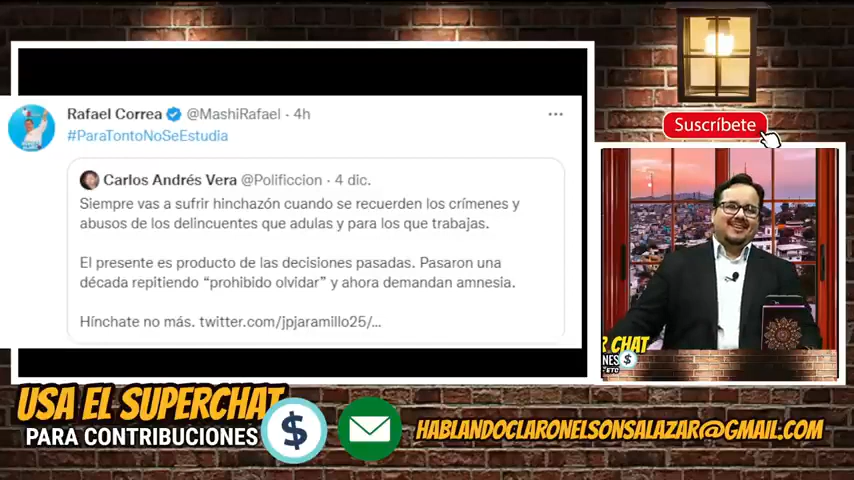 Rafael Correa @MashiRafael · 4h
#ParaTontoNoSeEstudia
Carlos Andrés Vera @Polificcion · 4 dic.
Siempre vas a sufrir hinchazón cuando se recuerden los crímenes y
abusos de los delincuentes que adulas y para los que trabajas.
El presente es producto de las decisiones pasadas. Pasaron una
década repitiendo “prohibido olvidar” y ahora demandan amnesia.
Hínchate no más. twitter.com/jpjaramillo25/...
Suscríbete
R CHAT
NES $
USA EL SUPERCHAT
PARA CONTRIBUCIONES $
HABLANDOCLARONELSONSALAZAR@GMAIL.COM